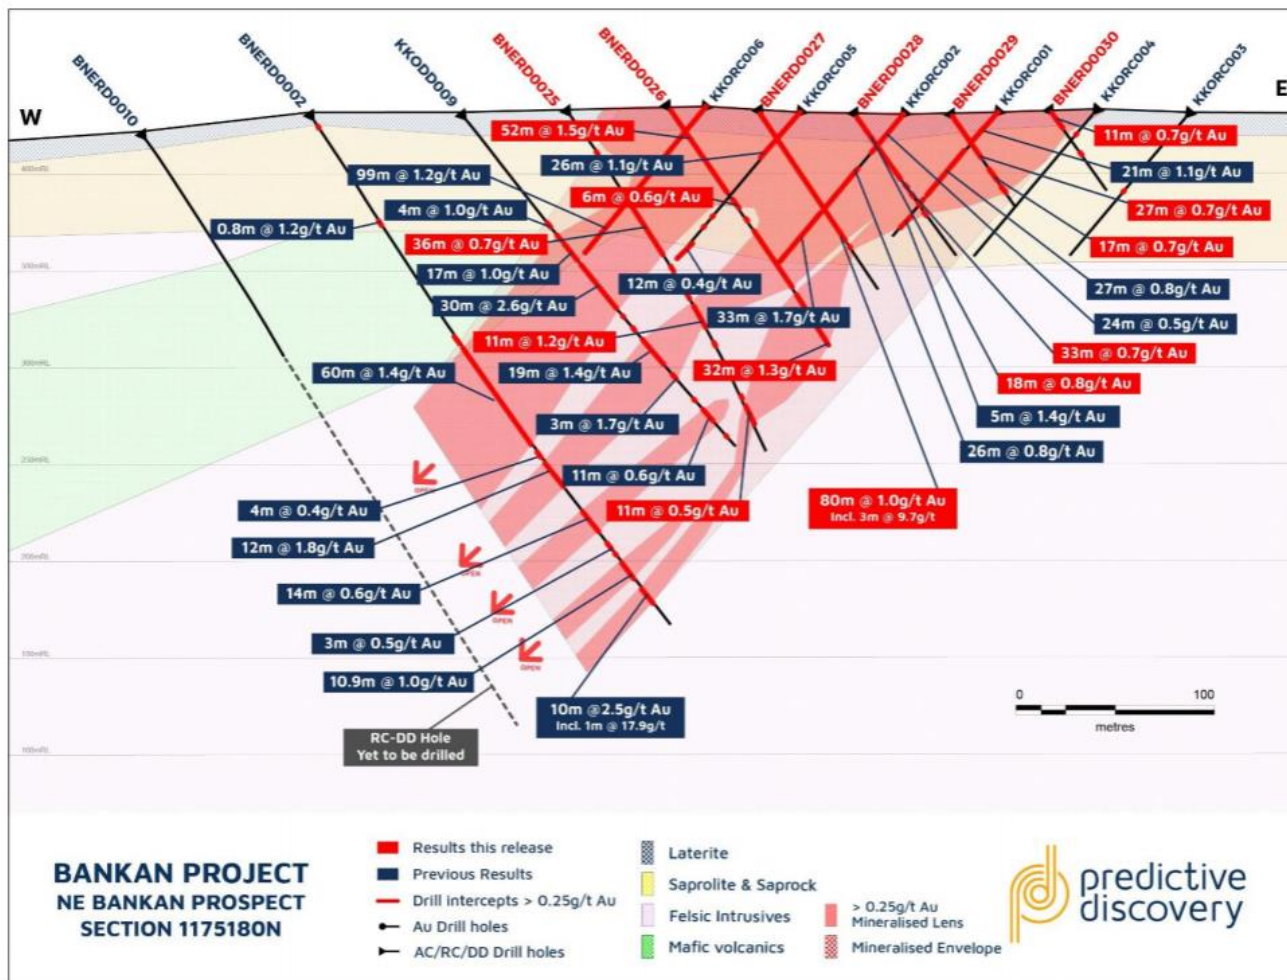 W
E
BNERD0010
BNERD0002
KKODD009
BNERD0025
BNERD0026
KKORC006
BNERD0027
KKORC005
BNERD0028
KKORC002
BNERD0029
KKORC001
BNERD0030
KKORC004
KKORC003
52m @ 1.5g/t Au
11m @ 0.7g/t Au
26m @ 1.1g/t Au
99m @ 1.2g/t Au
21m @ 1.1g/t Au
6m @ 0.6g/t Au
4m @ 1.0g/t Au
27m @ 0.7g/t Au
0.8m @ 1.2g/t Au
36m @ 0.7g/t Au
17m @ 0.7g/t Au
17m @ 1.0g/t Au
12m @ 0.4g/t Au
27m @ 0.8g/t Au
30m @ 2.6g/t Au
33m @ 1.7g/t Au
24m @ 0.5g/t Au
11m @ 1.2g/t Au
33m @ 0.7g/t Au
60m @ 1.4g/t Au
19m @ 1.4g/t Au
32m @ 1.3g/t Au
18m @ 0.8g/t Au
3m @ 1.7g/t Au
5m @ 1.4g/t Au
26m @ 0.8g/t Au
11m @ 0.6g/t Au
80m @ 1.0g/t Au
Incl. 3m @ 9.7g/t
4m @ 0.4g/t Au
11m @ 0.5g/t Au
12m @ 1.8g/t Au
14m @ 0.6g/t Au
3m @ 0.5g/t Au
10.9m @ 1.0g/t Au
10m @2.5g/t Au
Incl. 1m @ 17.9g/t
OPEN
OPEN
OPEN
OPEN
RC-DD Hole
Yet to be drilled
400mRL
300mRL
250mRL
200mRL
150mRL
100mRL
0 100
metres
BANKAN PROJECT
NE BANKAN PROSPECT
SECTION 1175180N
Results this release
Previous Results
Drill intercepts > 0.25g/t Au
Au Drill holes
AC/RC/DD Drill holes
Laterite
Saprolite & Saprock
Felsic Intrusives
Mafic volcanics
> 0.25g/t Au
Mineralised Lens
Mineralised Envelope
predictive
discovery